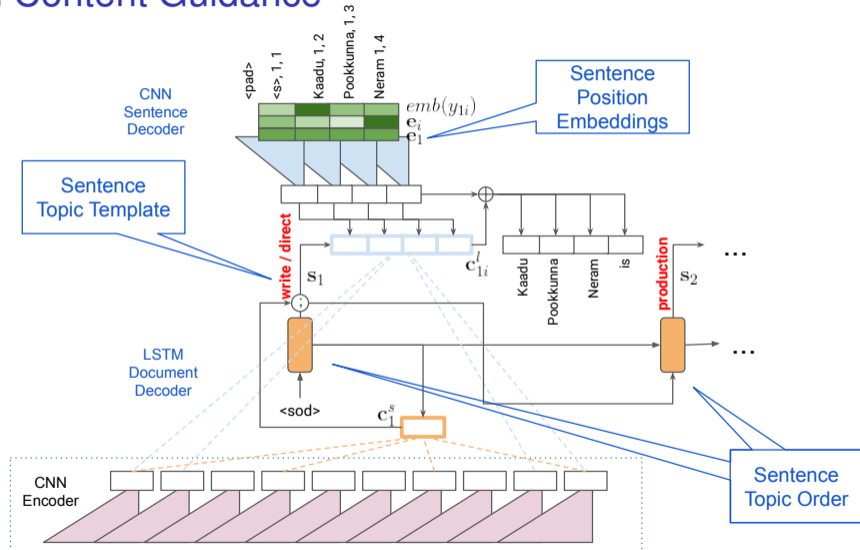 Content Guidance
<pad>
<s>, 1, 1
Kaadu, 1, 2
Pookkunna, 1, 3
Neram 1, 4
CNN
Sentence
Decoder
emb(y₁ᵢ)
eᵢ
e₁
Sentence
Position
Embeddings
Sentence
Topic Template
write / direct
s₁
cˡ₁ᵢ
Kaadu
Pookkunna
Neram
is
production
s₂
...
;
LSTM
Document
Decoder
...
<sod>
cˢ₁
CNN
Encoder
Sentence
Topic Order